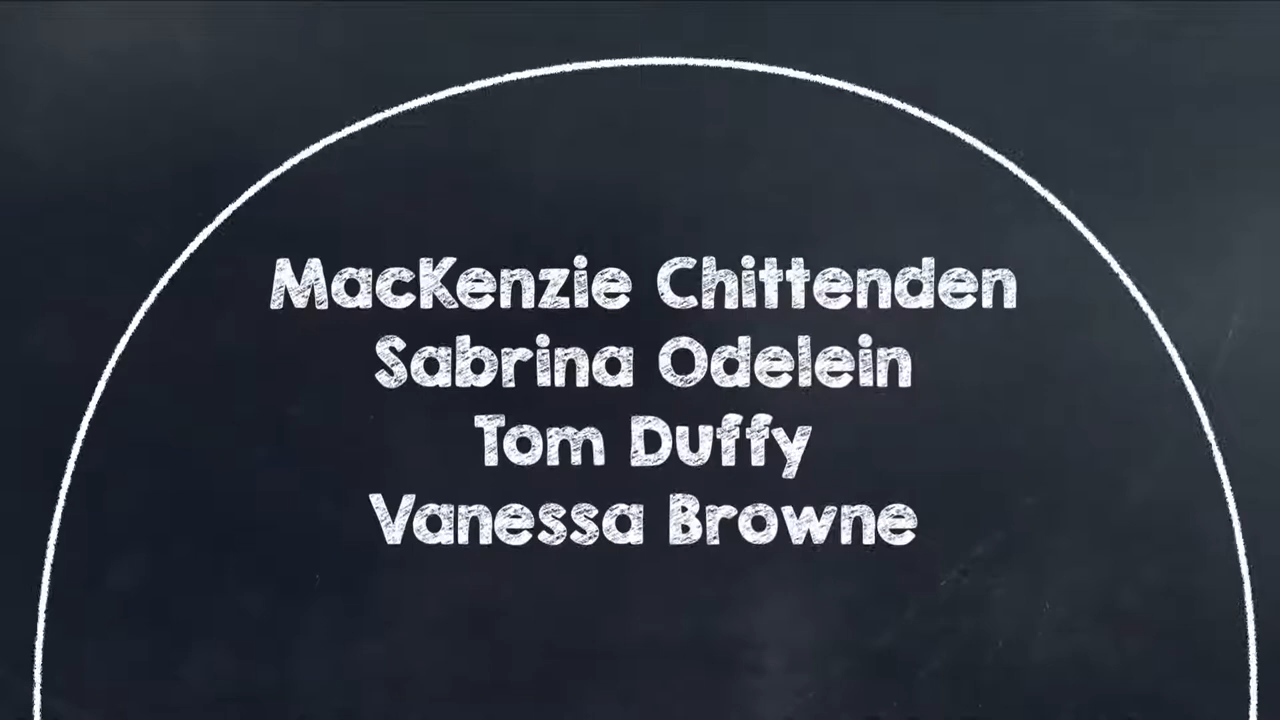 MacKenzie Chittenden
Sabrina Odelein
Tom Duffy
Vanessa Browne